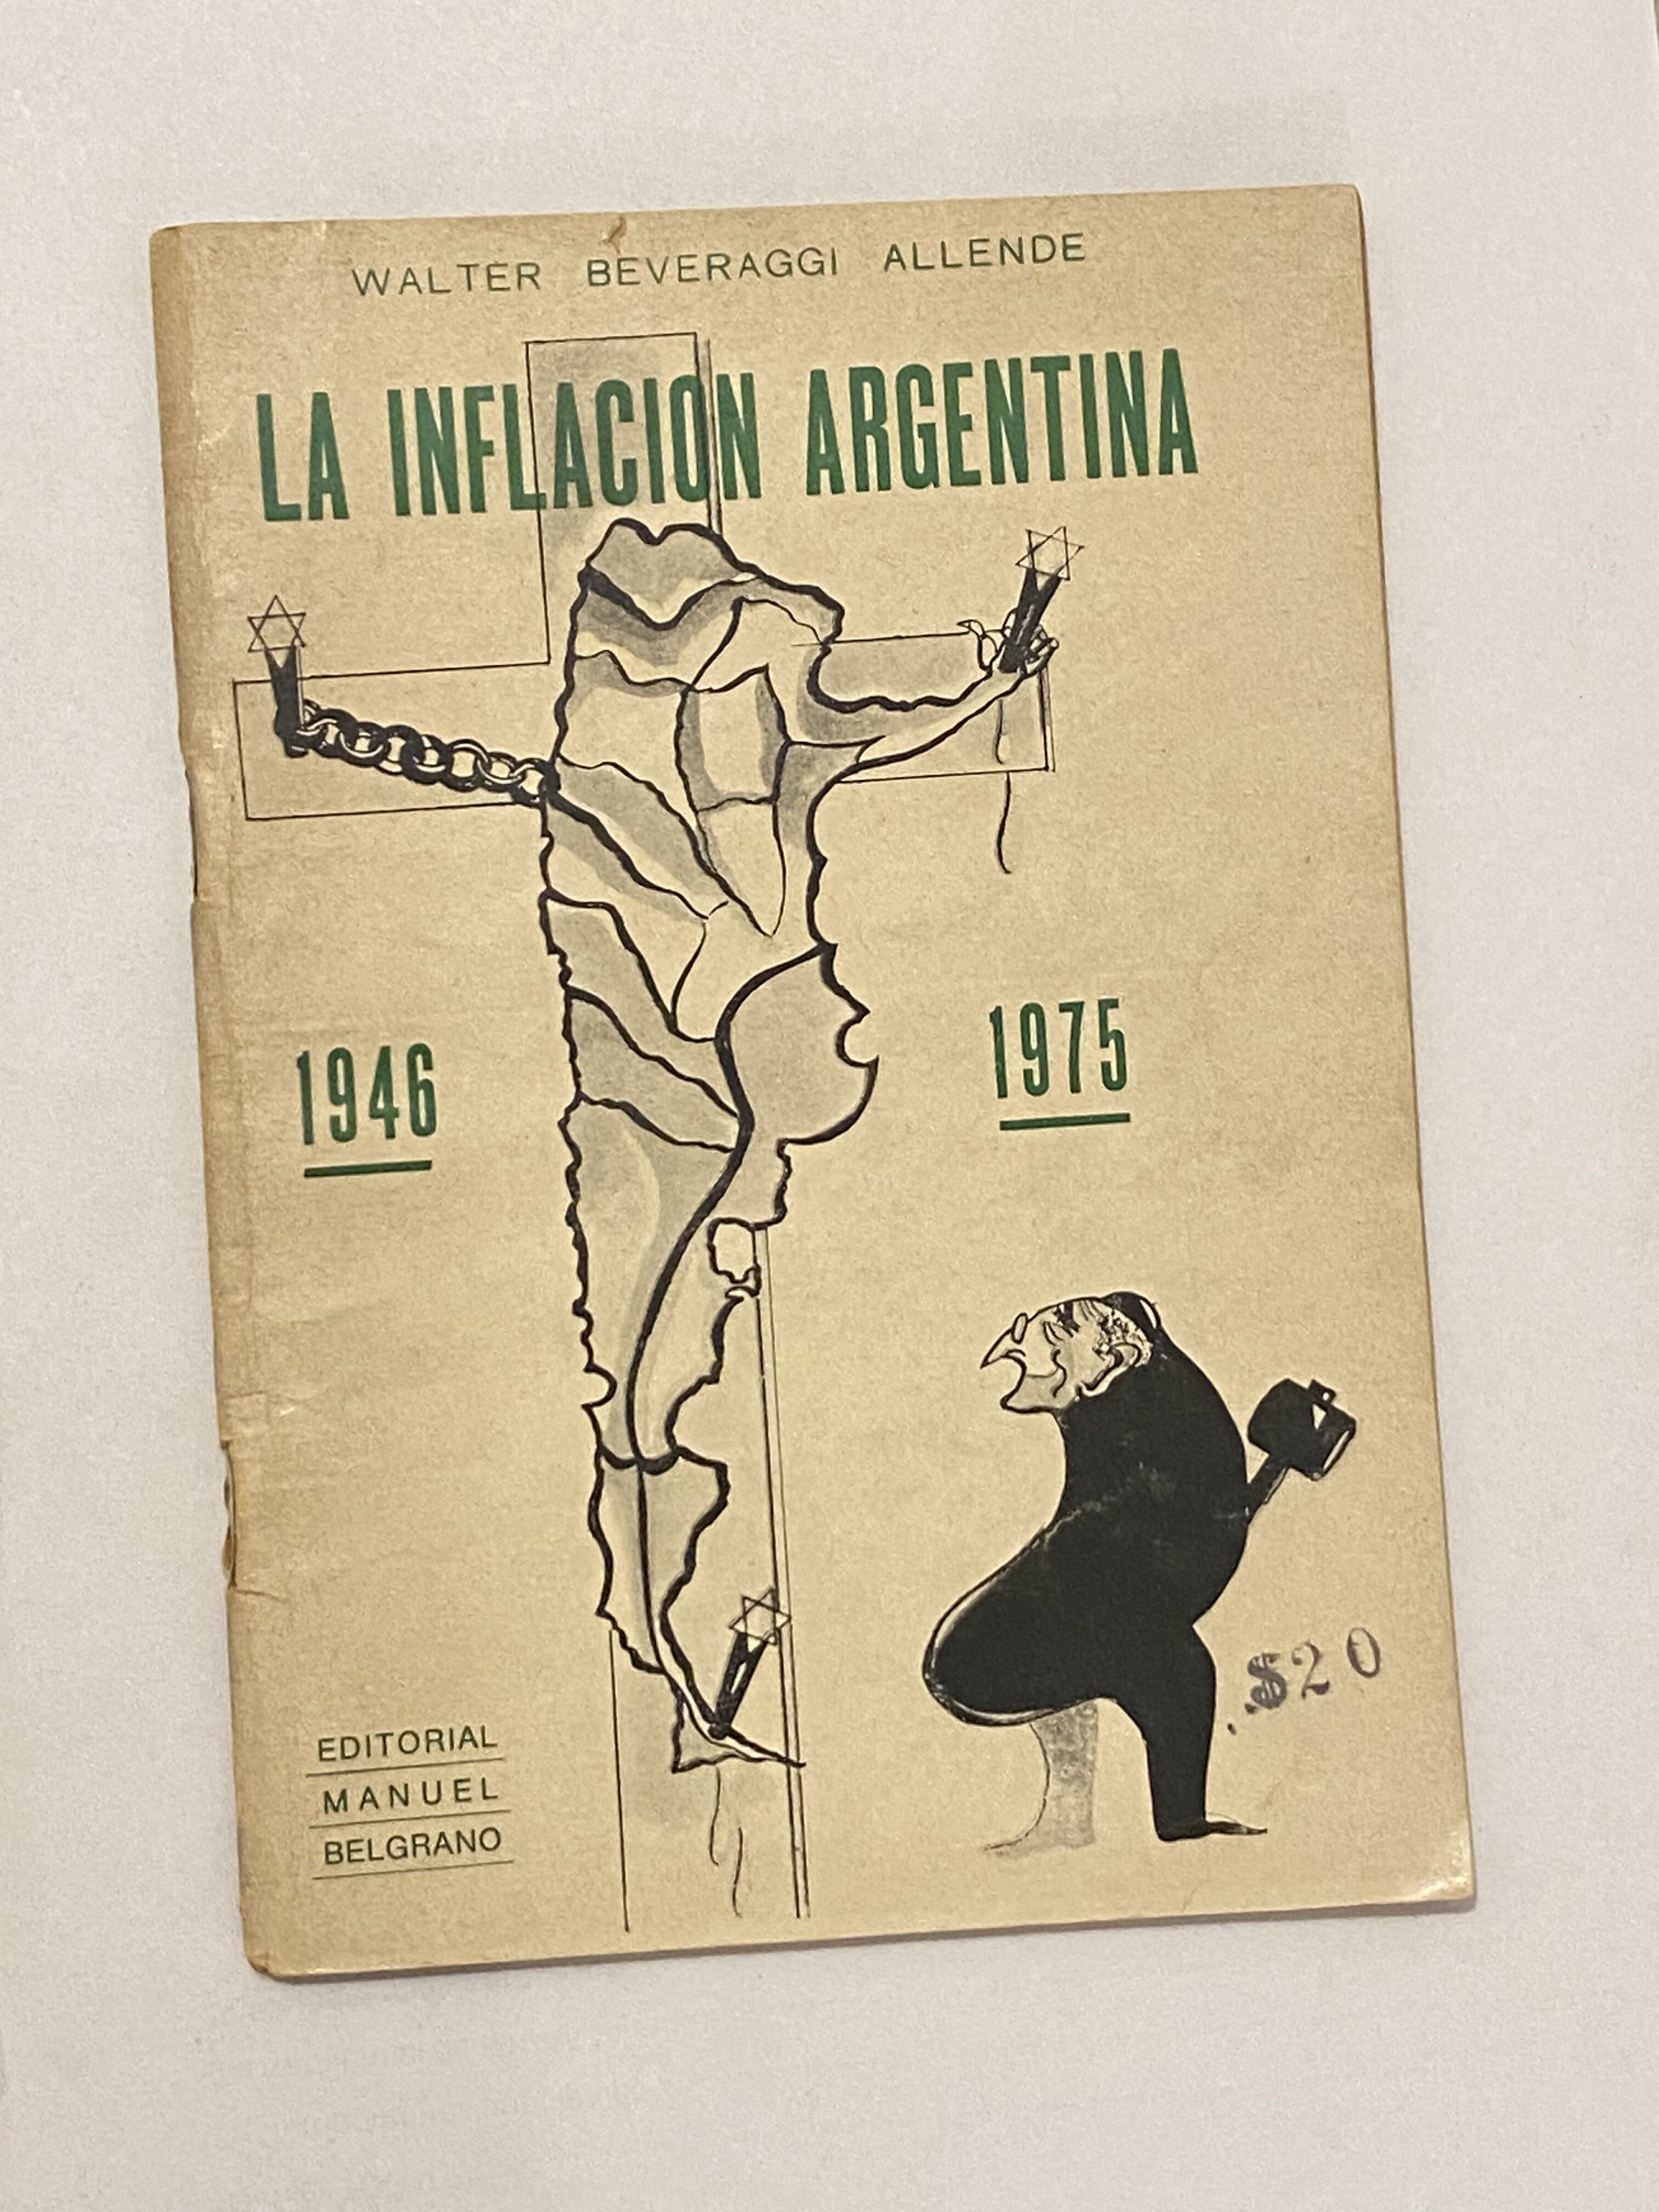 WALTER BEVERAGGI ALLENDE
LA INFLACION ARGENTINA
1946
1975
$20
EDITORIAL
MANUEL
BELGRANO